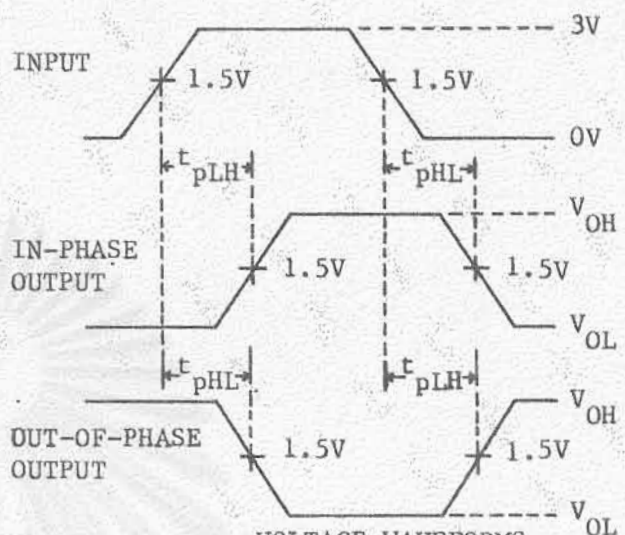 3V
INPUT 1.5V 1.5V
0V
tpLH tpHL
VOH
IN-PHASE
OUTPUT 1.5V 1.5V
VOL
tpHL tpLH
VOH
OUT-OF-PHASE
OUTPUT 1.5V 1.5V
VOL
VOLTAGE WAVEFORMS